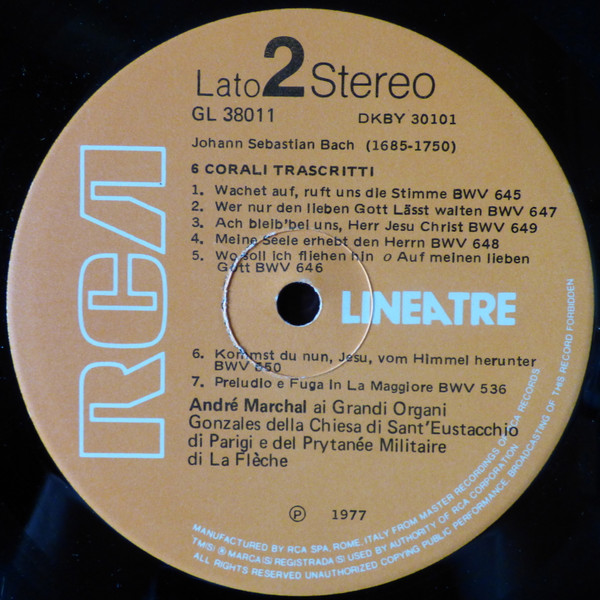 Lato 2 Stereo
GL 38011 DKBY 30101
Johann Sebastian Bach (1685-1750)
6 CORALI TRASCRITTI
1. Wachet auf, ruft uns die Stimme BWV 645
2. Wer nur den lieben Gott Lässt walten BWV 647
3. Ach bleib'bei uns, Herr Jesu Christ BWV 649
4. Meine Seele erhebt den Herrn BWV 648
5. Wo soll ich fliehen hin o Auf meinen lieben
Gott BWV 646
RCA
LINEATRE
6. Kommst du nun, Jesu, vom Himmel herunter
BWV 650
7. Preludio e Fuga in La Maggiore BWV 536
André Marchal ai Grandi Organi
Gonzales della Chiesa di Sant'Eustacchio
di Parigi e del Prytanée Militaire
di La Flèche
Ⓟ 1977
MANUFACTURED BY RCA SPA, ROME, ITALY FROM MASTER RECORDINGS OF RCA RECORDS
TM(S) ® MARCA(S) REGISTRADA(S) USED BY AUTHORITY OF RCA CORPORATION
ALL RIGHTS RESERVED UNAUTHORIZED COPYING PUBLIC PERFORMANCE, BROADCASTING OF THIS RECORD FORBIDDEN